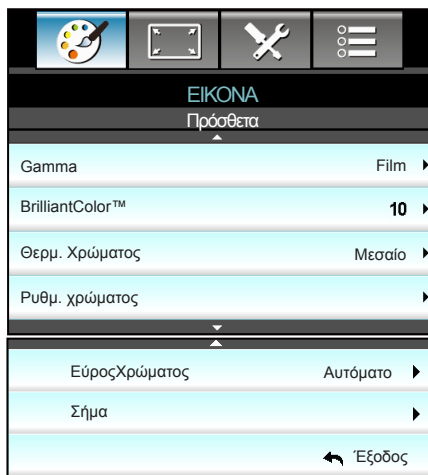 ΕΙΚΟΝΑ
Πρόσθετα
Gamma Film
BrilliantColor™ 10
Θερμ. Χρώματος Μεσαίο
Ρυθμ. χρώματος
ΕύροςΧρώματος Αυτόματο
Σήμα
Έξοδος